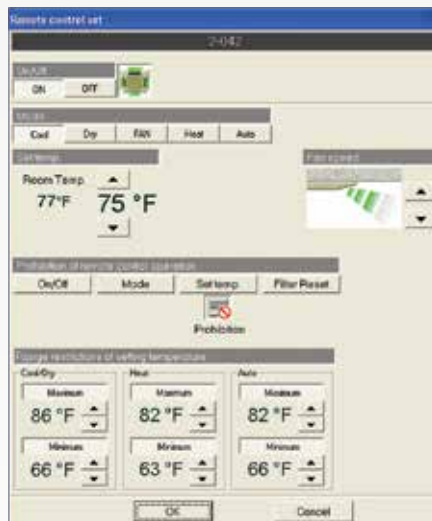 Remote control set
2-042
On/Off
ON OFF
Mode
Cool Dry FAN Heat Auto
Set temp. Fan speed
Room Temp.
77°F 75 °F
Prohibition of remote control operation
On/Off Mode Set temp. Filter Reset
Prohibition
Range restrictions of setting temperature
Cool/Dry Heat Auto
Maximum Maximum Maximum
86 °F 82 °F 82 °F
Minimum Minimum Minimum
66 °F 63 °F 66 °F
OK Cancel